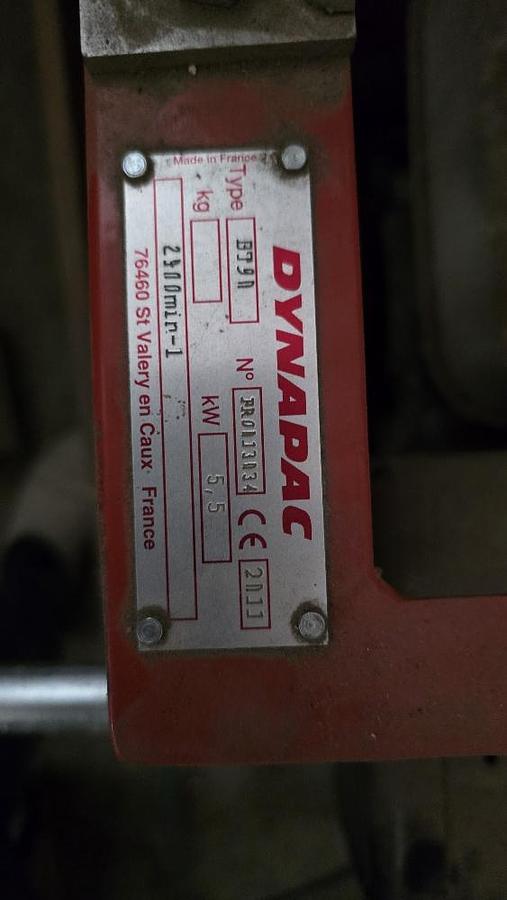 DYNAPAC
Made in France
Type BT90 N° FR0113034 CE 2011
kg kW 5,5
2400min-1
76460 St Valery en Caux France